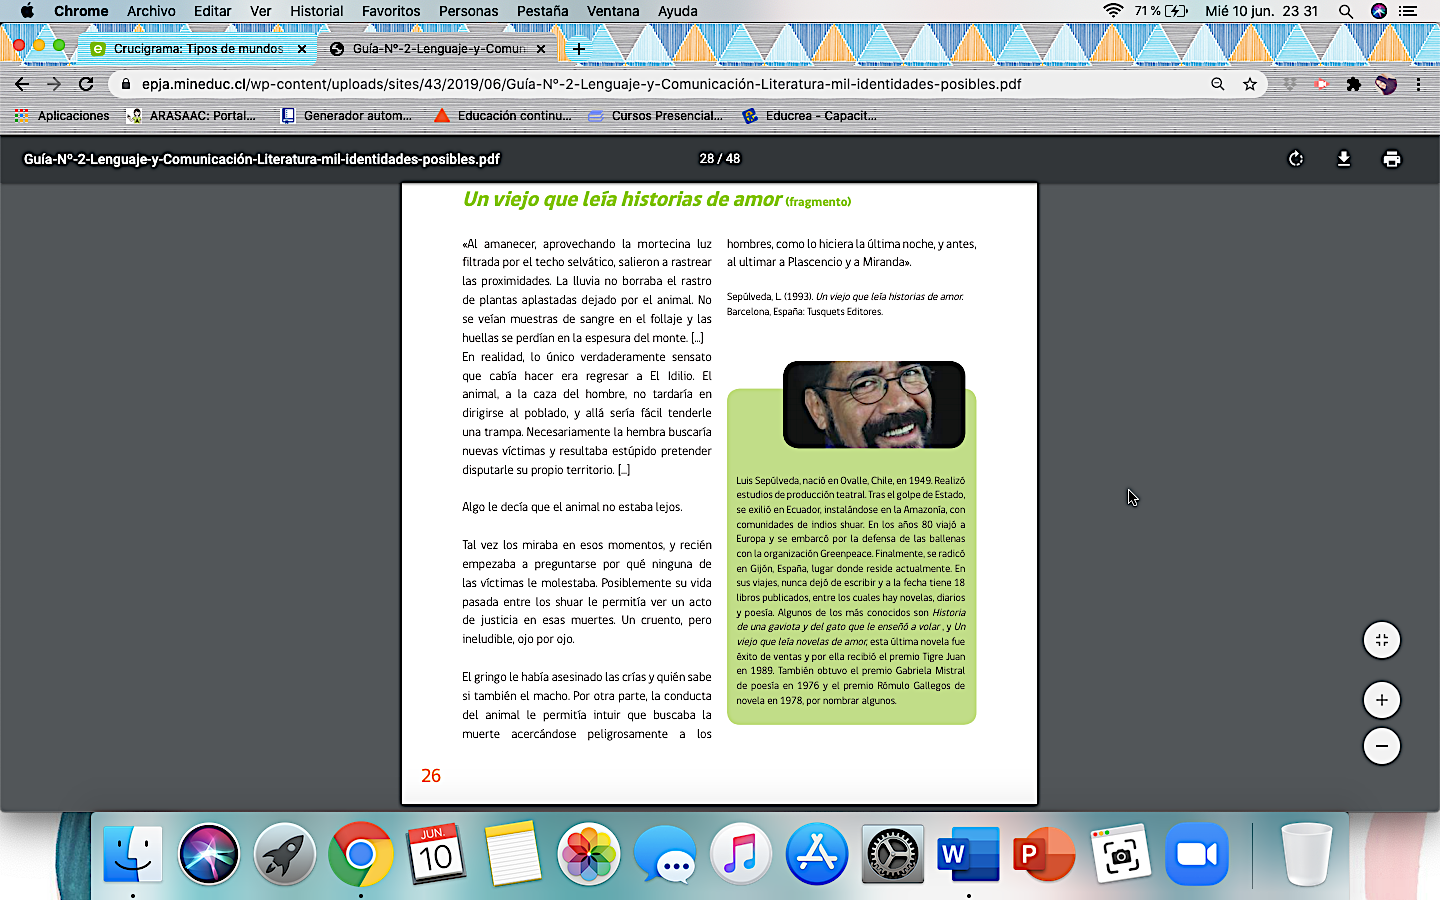 Chrome Archivo Editar Ver Historial Favoritos Personas Pestaña Ventana Ayuda 71% Mié 10 jun. 23 31
Crucigrama: Tipos de mundos
Guía-Nº-2-Lenguaje-y-Comun
epja.mineduc.cl/wp-content/uploads/sites/43/2019/06/Guía-Nº-2-Lenguaje-y-Comunicación-Literatura-mil-identidades-posibles.pdf
Aplicaciones ARASAAC: Portal... Generador autom... Educación continu... Cursos Presencial... Educrea - Capacit...
Guía-Nº-2-Lenguaje-y-Comunicación-Literatura-mil-identidades-posibles.pdf
28 / 48
Un viejo que leía historias de amor (fragmento)
«Al amanecer, aprovechando la mortecina luz
filtrada por el techo selvático, salieron a rastrear
las proximidades. La lluvia no borraba el rastro
de plantas aplastadas dejado por el animal. No
se veían muestras de sangre en el follaje y las
huellas se perdían en la espesura del monte. [...]
En realidad, lo único verdaderamente sensato
que cabía hacer era regresar a El Idilio. El
animal, a la caza del hombre, no tardaría en
dirigirse al poblado, y allá sería fácil tenderle
una trampa. Necesariamente la hembra buscaría
nuevas víctimas y resultaba estúpido pretender
disputarle su propio territorio. [...]
Algo le decía que el animal no estaba lejos.
Tal vez los miraba en esos momentos, y recién
empezaba a preguntarse por qué ninguna de
las víctimas le molestaba. Posiblemente su vida
pasada entre los shuar le permitía ver un acto
de justicia en esas muertes. Un cruento, pero
ineludible, ojo por ojo.
El gringo le había asesinado las crías y quién sabe
si también el macho. Por otra parte, la conducta
del animal le permitía intuir que buscaba la
muerte acercándose peligrosamente a los
hombres, como lo hiciera la última noche, y antes,
al ultimar a Plascencio y a Miranda».
Sepúlveda, L. (1993). Un viejo que leía historias de amor.
Barcelona, España: Tusquets Editores.
Luis Sepúlveda, nació en Ovalle, Chile, en 1949. Realizó
estudios de producción teatral. Tras el golpe de Estado,
se exilió en Ecuador, instalándose en la Amazonía, con
comunidades de indios shuar. En los años 80 viajó a
Europa y se embarcó por la defensa de las ballenas
con la organización Greenpeace. Finalmente, se radicó
en Gijón, España, lugar donde reside actualmente. En
sus viajes, nunca dejó de escribir y a la fecha tiene 18
libros publicados, entre los cuales hay novelas, diarios
y poesía. Algunos de los más conocidos son Historia
de una gaviota y del gato que le enseñó a volar , y Un
viejo que leía novelas de amor, esta última novela fue
éxito de ventas y por ella recibió el premio Tigre Juan
en 1989. También obtuvo el premio Gabriela Mistral
de poesía en 1976 y el premio Rómulo Gallegos de
novela en 1978, por nombrar algunos.
26
JUN.
10
W
P